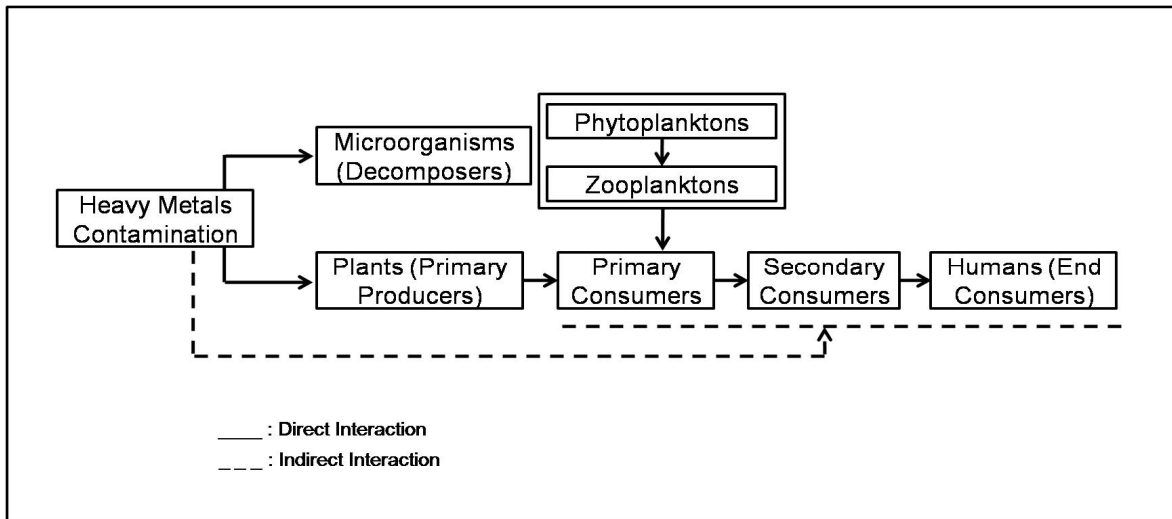 Phytoplanktons
Microorganisms
(Decomposers)
Zooplanktons
Heavy Metals
Contamination
Plants (Primary
Producers)
Primary
Consumers
Secondary
Consumers
Humans (End
Consumers)
____ : Direct Interaction
_ _ _ : Indirect Interaction